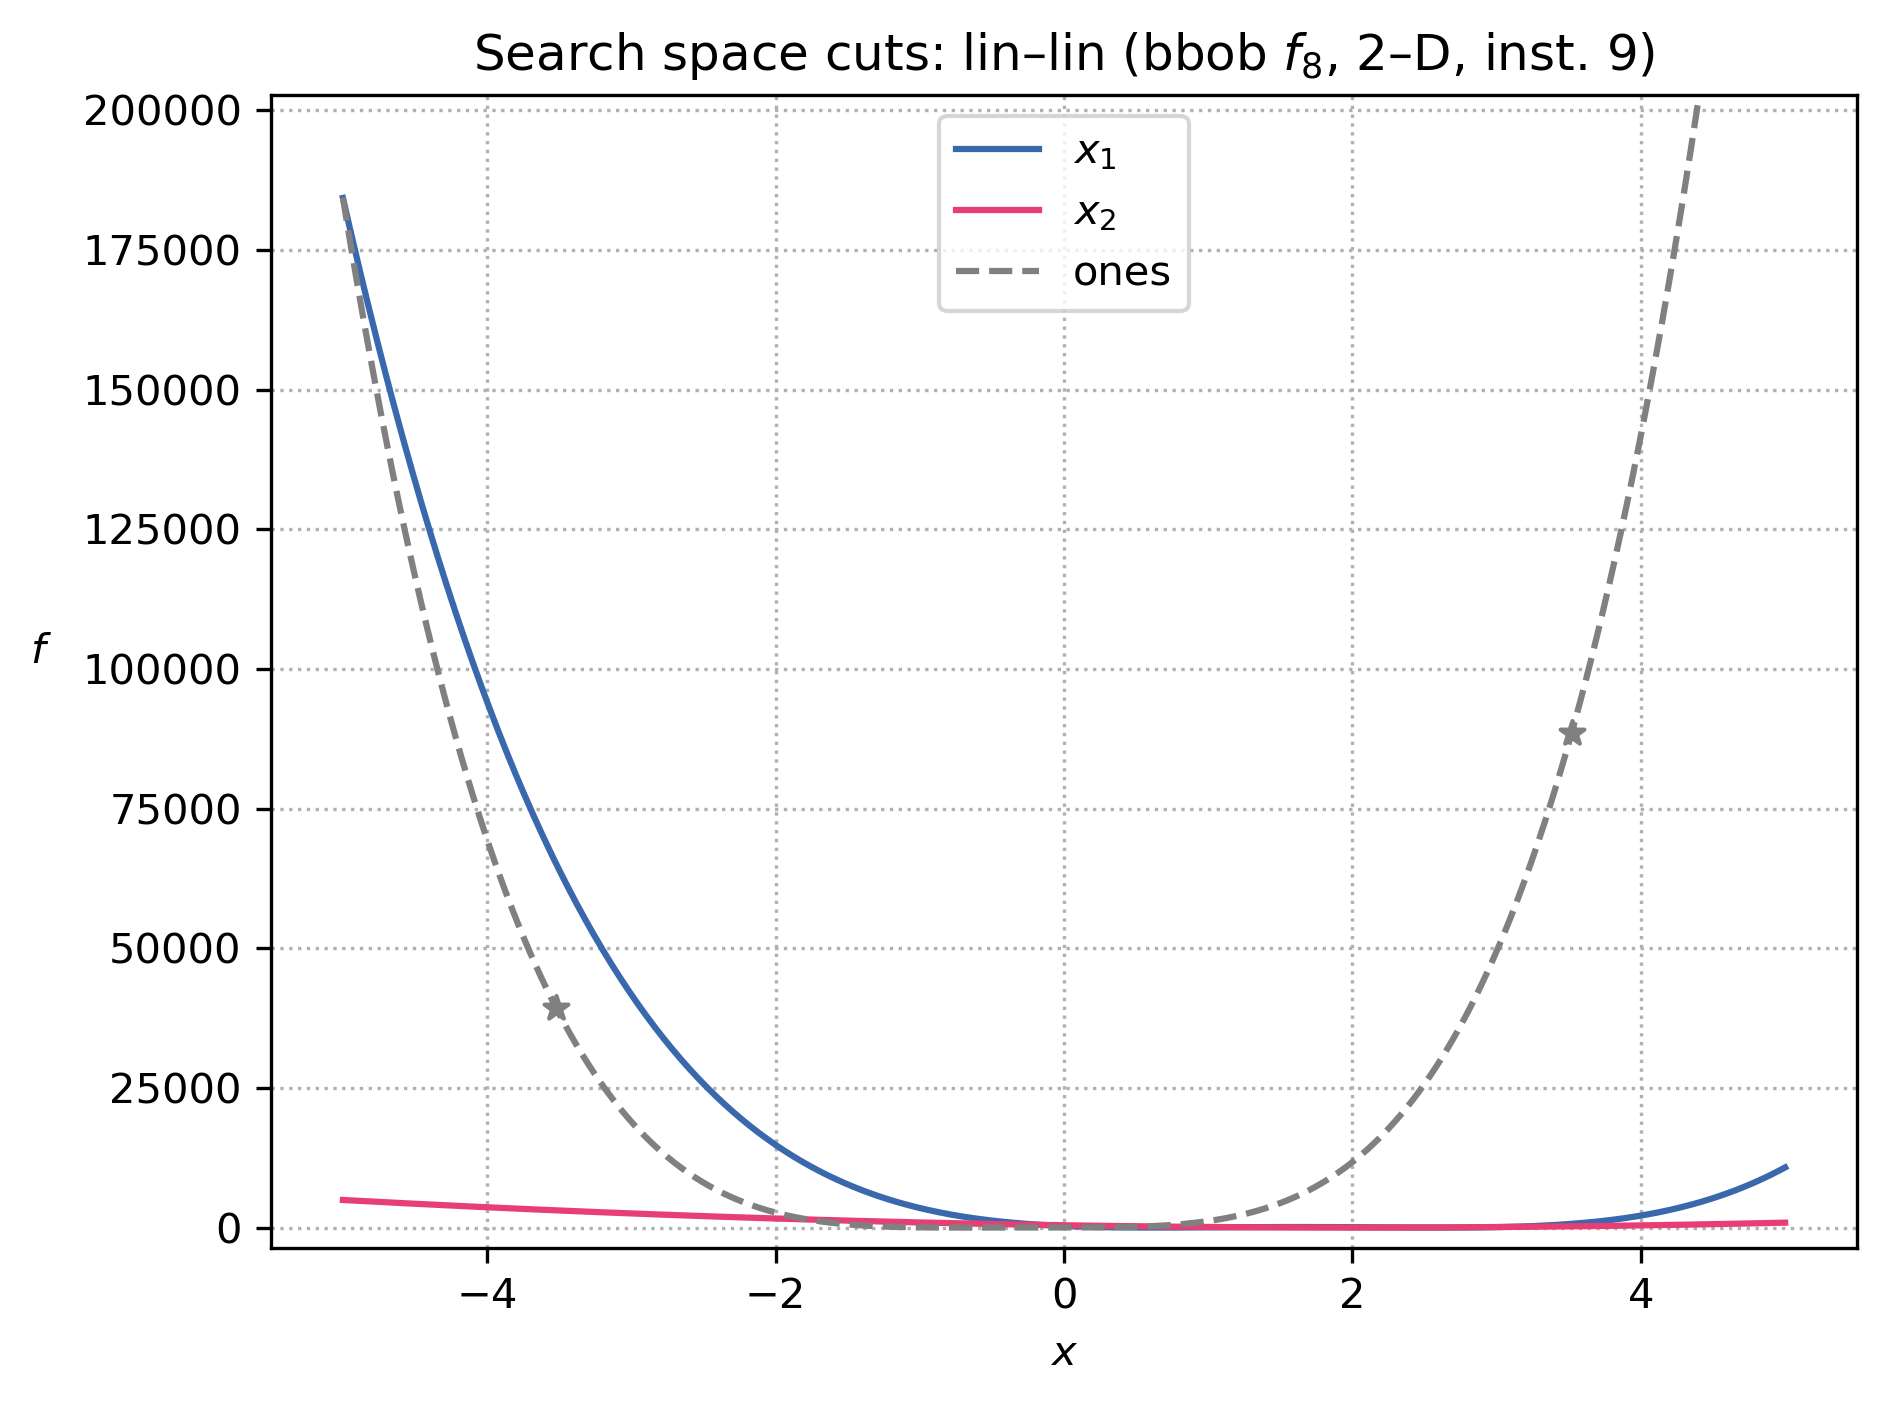 Search space cuts: lin–lin (bbob f₈, 2–D, inst. 9)
200000
175000
150000
125000
100000
75000
50000
25000
0
f
x₁
x₂
ones
−4
−2
0
2
4
x